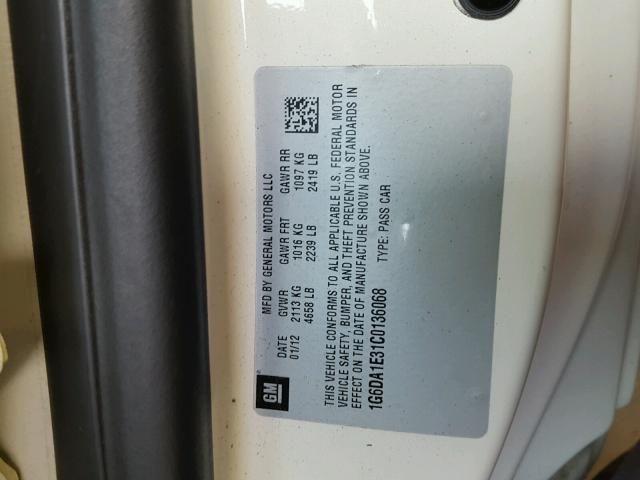 MFD BY GENERAL MOTORS LLC
DATE GVWR GAWR FRT GAWR RR
01/12 2113 KG 1016 KG 1097 KG
4658 LB 2239 LB 2419 LB
GM
THIS VEHICLE CONFORMS TO ALL APPLICABLE U.S. FEDERAL MOTOR
VEHICLE SAFETY, BUMPER, AND THEFT PREVENTION STANDARDS IN
EFFECT ON THE DATE OF MANUFACTURE SHOWN ABOVE.
1G6DA1E31C0136068 TYPE: PASS CAR